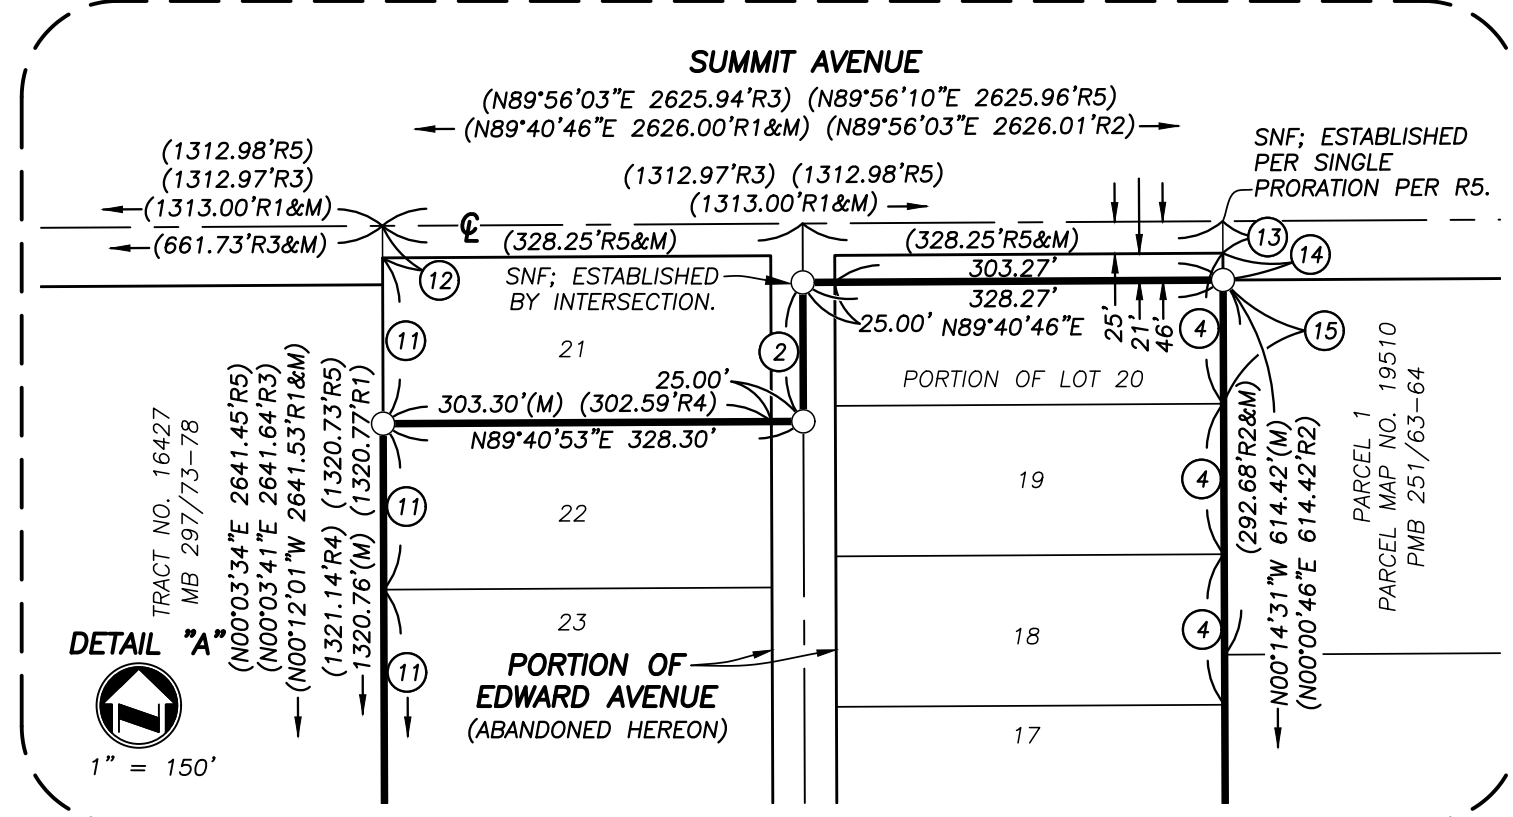 SUMMIT AVENUE
(N89°56'03"E 2625.94'R3) (N89°56'10"E 2625.96'R5)
(N89°40'46"E 2626.00'R1&M) (N89°56'03"E 2626.01'R2)
SNF; ESTABLISHED
PER SINGLE
PRORATION PER R5.
(1312.98'R5)
(1312.97'R3)
(1313.00'R1&M)
(661.73'R3&M)
(1312.97'R3) (1312.98'R5)
(1313.00'R1&M)
℄
(328.25'R5&M)
(328.25'R5&M)
13
14
12
SNF; ESTABLISHED
BY INTERSECTION.
303.27'
328.27'
25.00'
N89°40'46"E
25'
21'
46'
4
15
11
21
2
PORTION OF LOT 20
25.00'
303.30'(M) (302.59'R4)
N89°40'53"E 328.30'
TRACT NO. 16427
MB 297/73-78
(N00°03'34"E 2641.45'R5)
(N00°03'41"E 2641.64'R3)
(N00°12'01"W 2641.53'R1&M)
(1321.14'R4) (1320.73'R5)
1320.76'(M) (1320.77'R1)
11
22
19
4
(292.68'R2&M)
N00°14'31"W 614.42'(M)
(N00°00'46"E 614.42'R2)
PARCEL 1
PARCEL MAP NO. 19510
PMB 251/63-64
23
18
4
11
DETAIL "A"
N
1" = 150'
PORTION OF
EDWARD AVENUE
(ABANDONED HEREON)
17